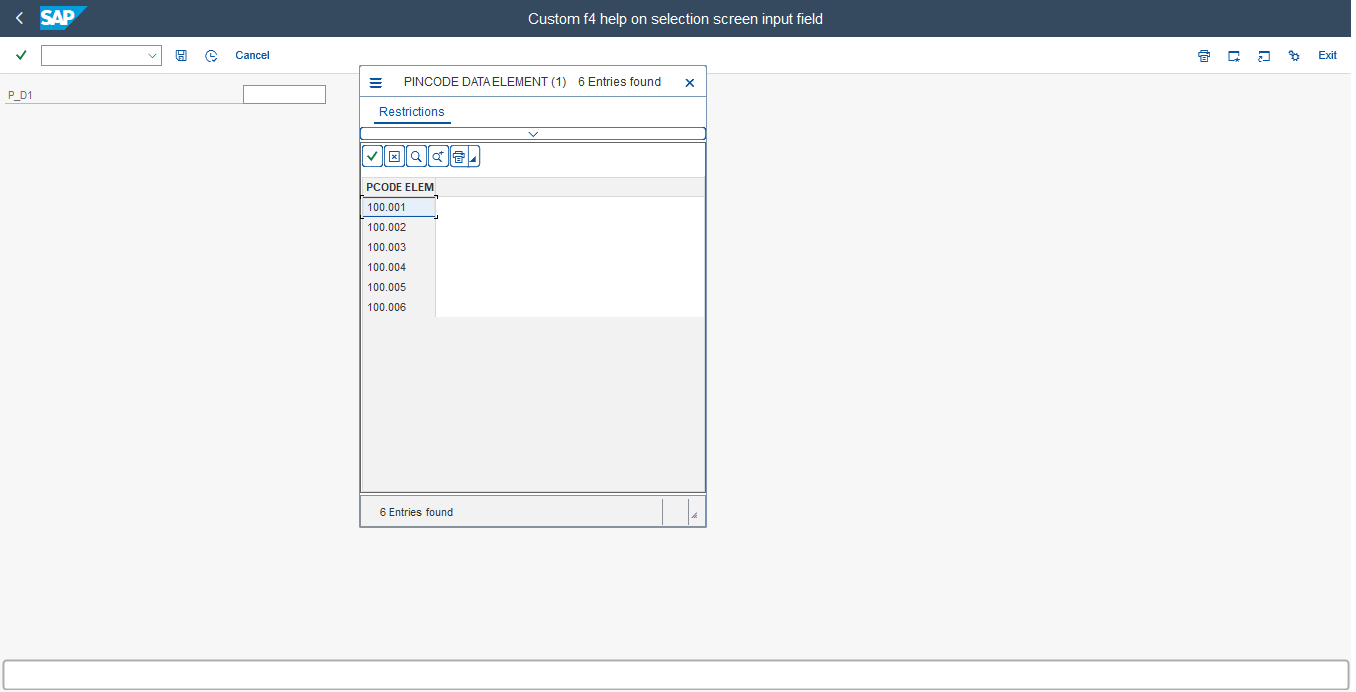 SAP Custom f4 help on selection screen input field
Cancel Exit
PINCODE DATA ELEMENT (1) 6 Entries found
P_D1
Restrictions
PCODE ELEM
100.001
100.002
100.003
100.004
100.005
100.006
6 Entries found